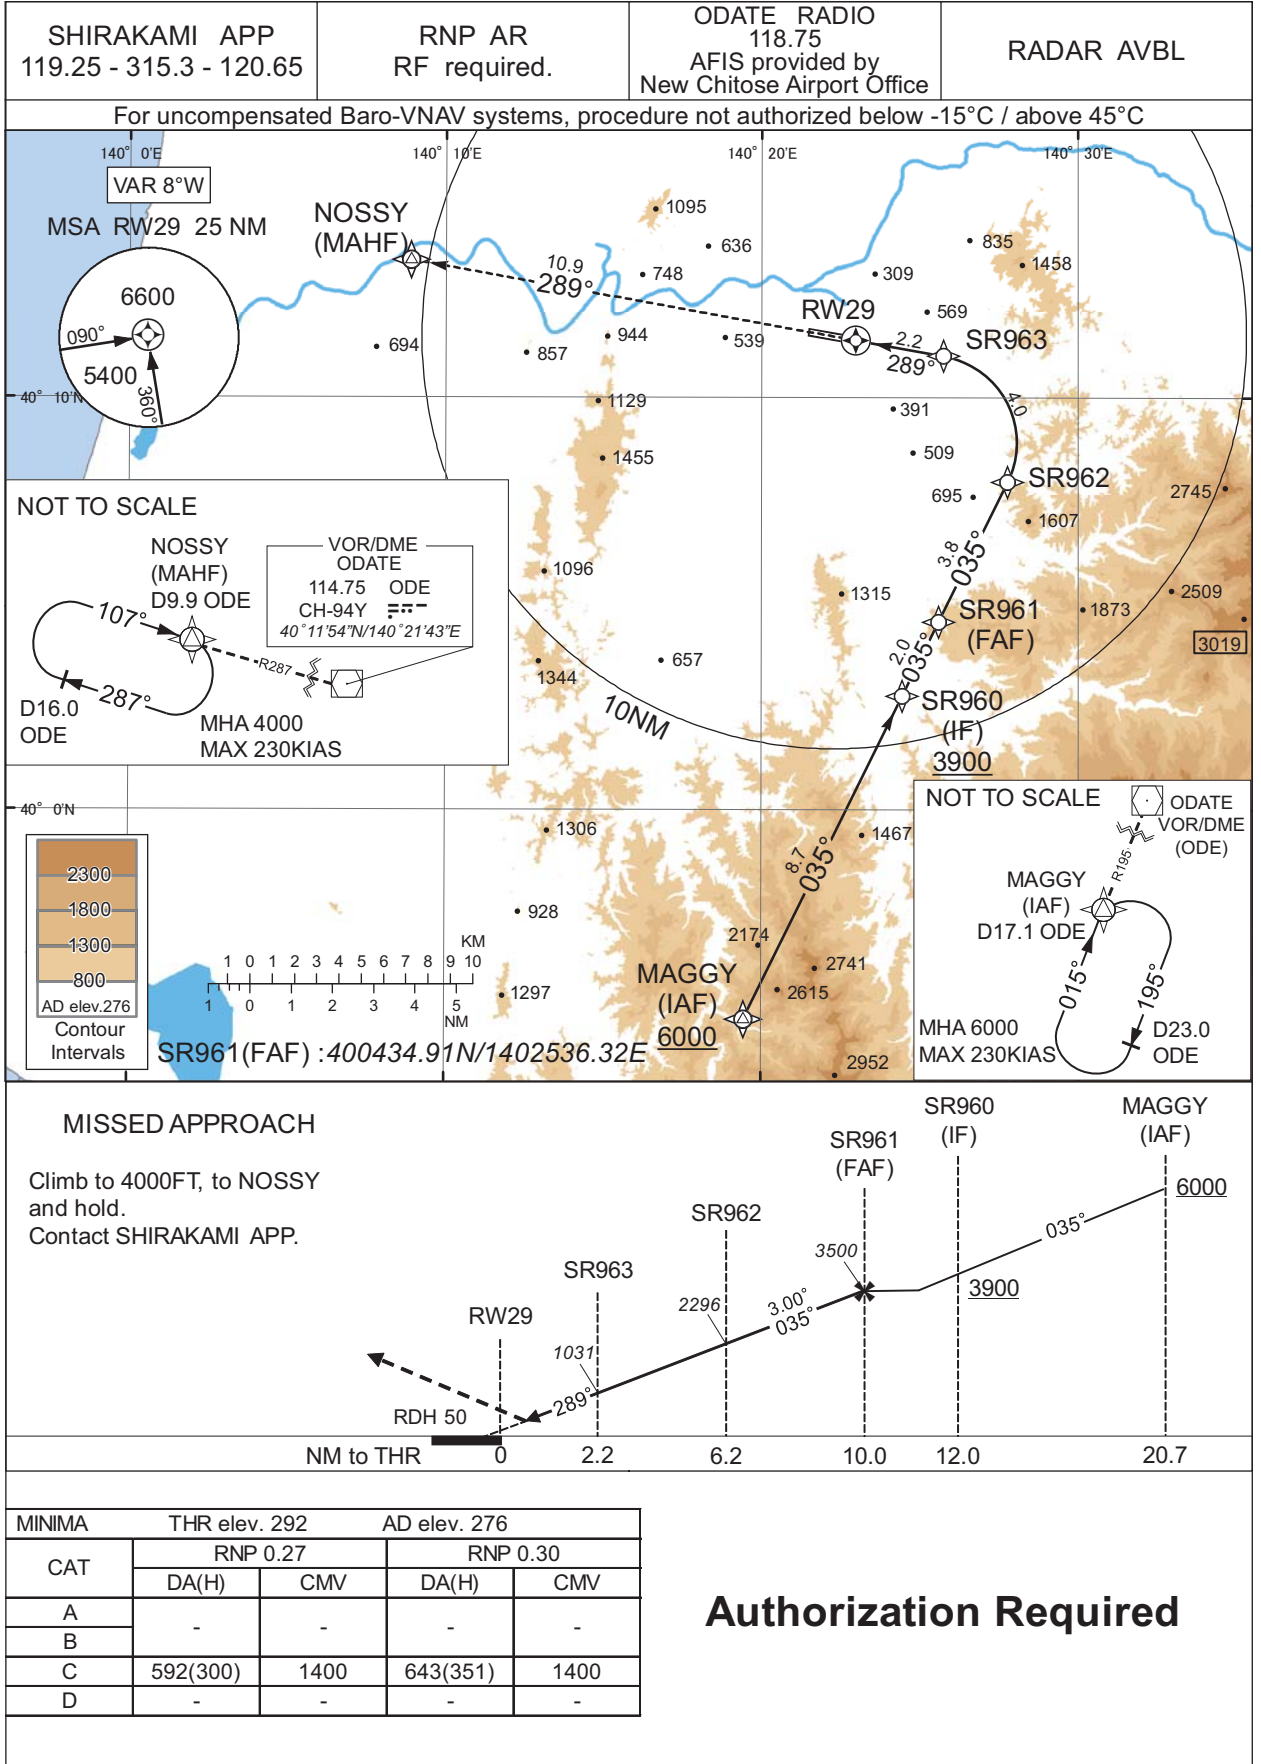 SHIRAKAMI APP
119.25 - 315.3 - 120.65
RNP AR
RF required.
ODATE RADIO
118.75
AFIS provided by
New Chitose Airport Office
RADAR AVBL
For uncompensated Baro-VNAV systems, procedure not authorized below -15°C / above 45°C
140° 0'E
140° 10'E
140° 20'E
140° 30'E
VAR 8°W
MSA RW29 25 NM
6600
090°
5400
360°
40° 10'N
NOSSY
(MAHF)
10.9
289°
1095
636
748
835
1458
309
569
RW29
2.2
289°
SR963
694
857
944
539
1129
391
4.0
1455
509
695
SR962
1607
2745
3.8
035°
1096
1315
SR961
(FAF)
1873
2509
3019
2.0
035°
657
1344
10NM
SR960
(IF)
3900
NOT TO SCALE
NOSSY
(MAHF)
D9.9 ODE
107°
287°
R287
D16.0
ODE
MHA 4000
MAX 230KIAS
VOR/DME
ODATE
114.75 ODE
CH-94Y
40°11'54"N/140°21'43"E
40° 0'N
1306
1467
8.7
035°
928
2174
2741
2615
1297
2952
MAGGY
(IAF)
6000
2300
1800
1300
800
AD elev.276
Contour
Intervals
KM
1 0 1 2 3 4 5 6 7 8 9 10
1 0 1 2 3 4 5
NM
SR961(FAF) :400434.91N/1402536.32E
NOT TO SCALE
ODATE
VOR/DME
(ODE)
R195
MAGGY
(IAF)
D17.1 ODE
015°
195°
MHA 6000
MAX 230KIAS
D23.0
ODE
MISSED APPROACH
Climb to 4000FT, to NOSSY
and hold.
Contact SHIRAKAMI APP.
RW29
SR963
SR962
SR961
(FAF)
SR960
(IF)
MAGGY
(IAF)
6000
035°
3900
3500
3.00°
035°
2296
1031
289°
RDH 50
NM to THR 0 2.2 6.2 10.0 12.0 20.7
MINIMA THR elev. 292 AD elev. 276
CAT RNP 0.27 RNP 0.30
DA(H) CMV DA(H) CMV
A
- - - -
B
C 592(300) 1400 643(351) 1400
D - - - -
Authorization Required